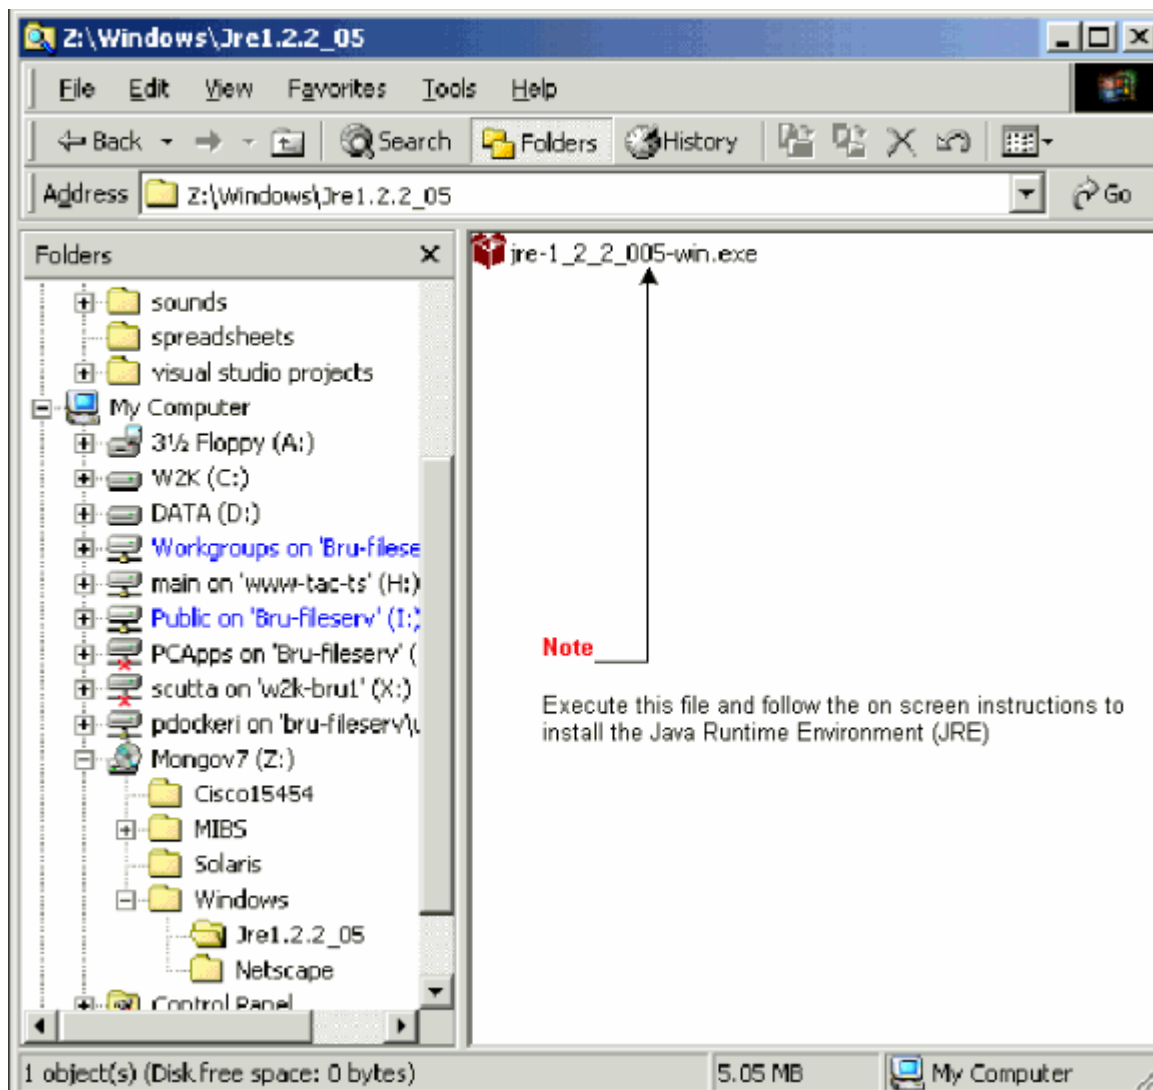 Z:\Windows\Jre1.2.2_05
File Edit View Favorites Tools Help
Back Search Folders History
Address Z:\Windows\Jre1.2.2_05 Go
Folders
sounds
spreadsheets
visual studio projects
My Computer
3½ Floppy (A:)
W2K (C:)
DATA (D:)
Workgroups on 'Bru-filese
main on 'www-tac-ts' (H:)
Public on 'Bru-fileserv' (I:)
PCApps on 'Bru-fileserv' (
scutta on 'w2k-bru1' (X:)
pdockeri on 'bru-fileserv\u
Mongov7 (Z:)
Cisco15454
MIBS
Solaris
Windows
Jre1.2.2_05
Netscape
Control Panel
jre-1_2_2_005-win.exe
Note
Execute this file and follow the on screen instructions to
install the Java Runtime Environment (JRE)
1 object(s) (Disk free space: 0 bytes) 5.05 MB My Computer